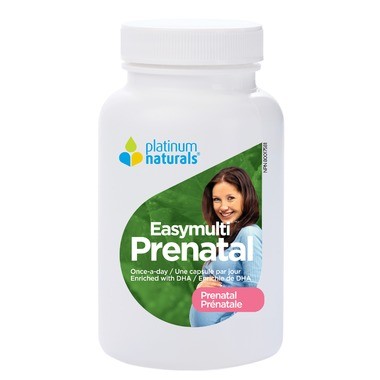 platinum
naturals®
Easymulti
Prenatal
Once-a-day / Une capsule par jour
Enriched with DHA / Enrichie de DHA
Prenatal
Prénatale